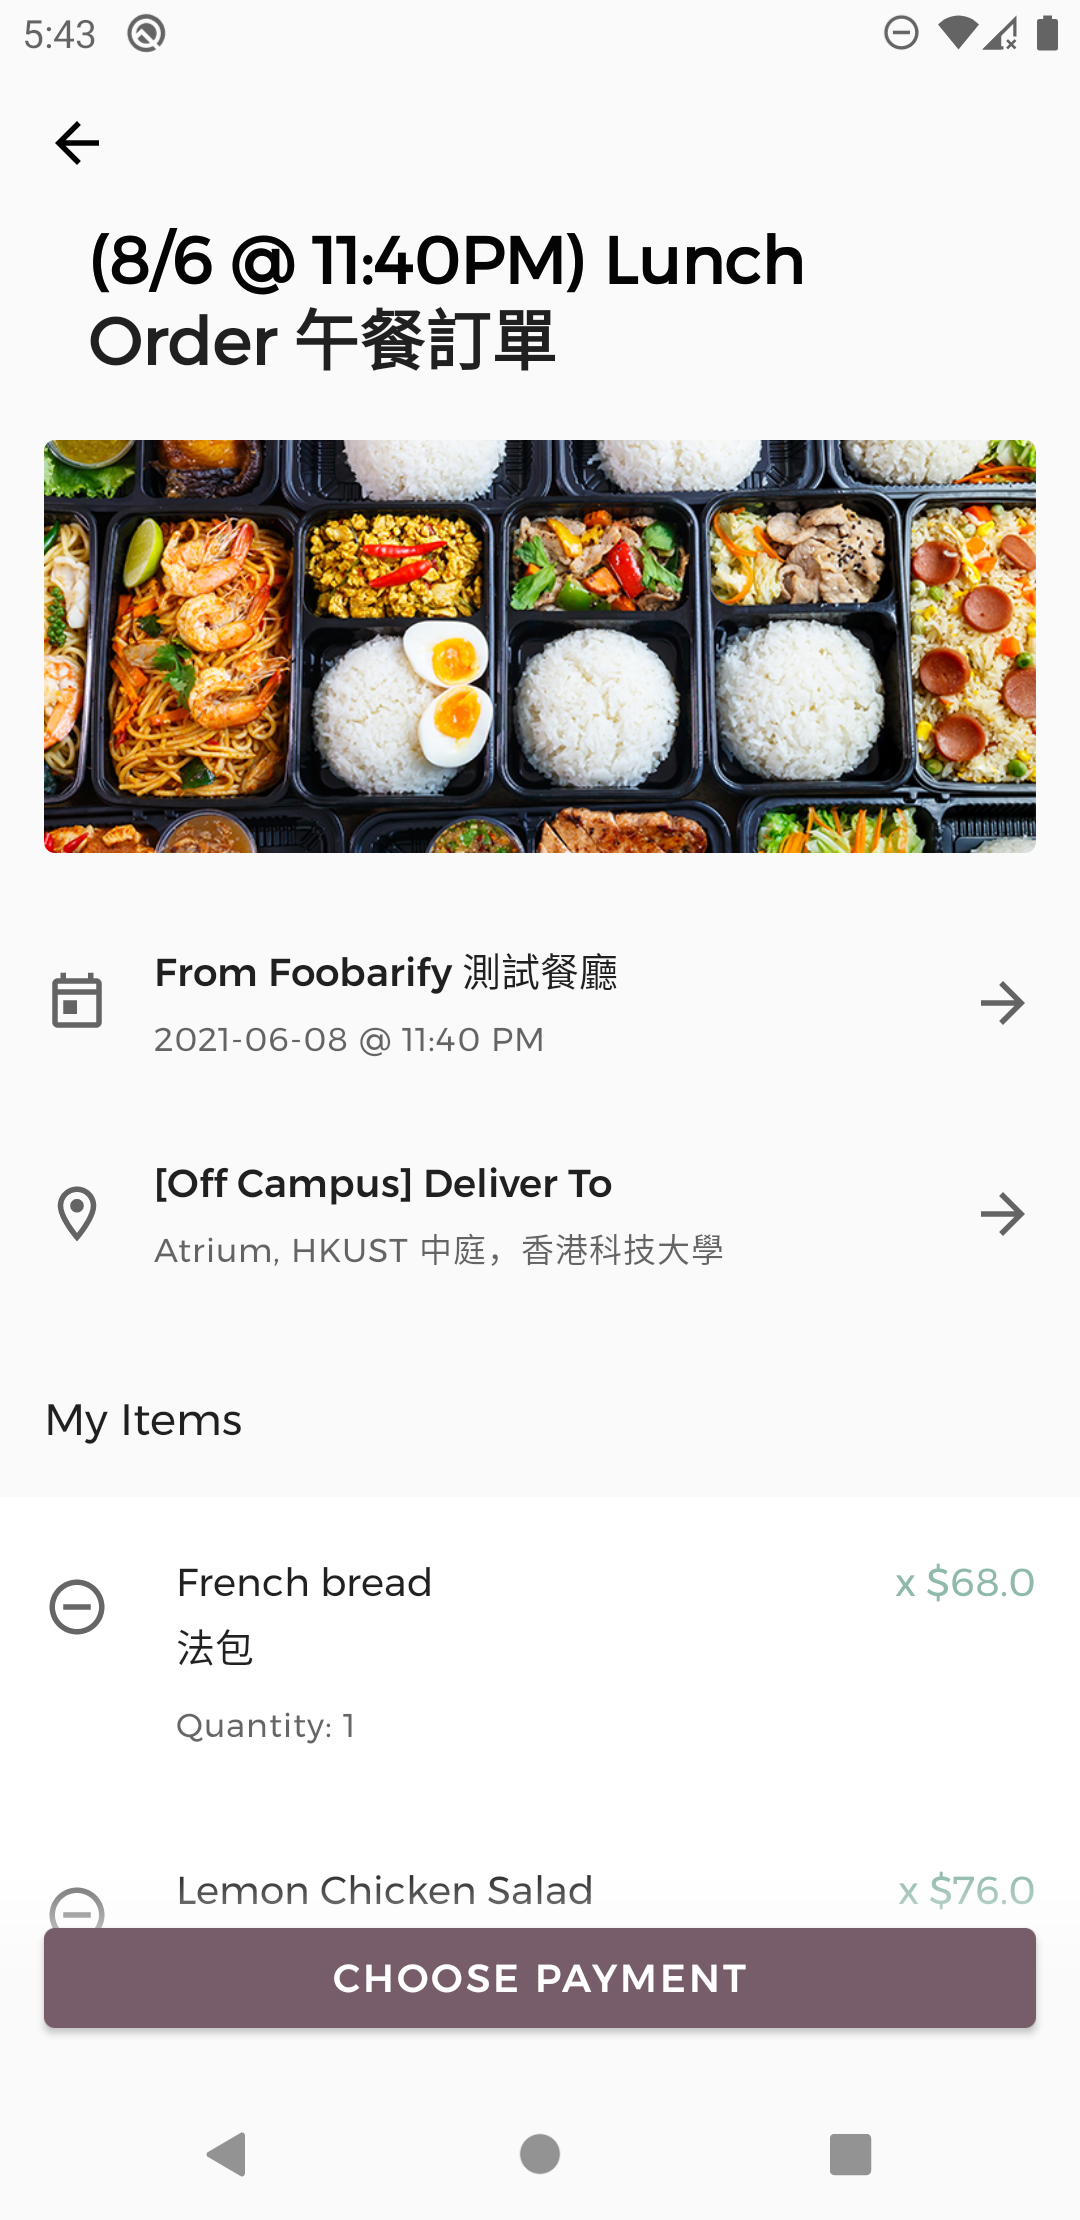 5:43
(8/6 @ 11:40PM) Lunch
Order 午餐訂單
From Foobarify 測試餐廳
2021-06-08 @ 11:40 PM
[Off Campus] Deliver To
Atrium, HKUST 中庭，香港科技大學
My Items
French bread x $68.0
法包
Quantity: 1
Lemon Chicken Salad x $76.0
CHOOSE PAYMENT